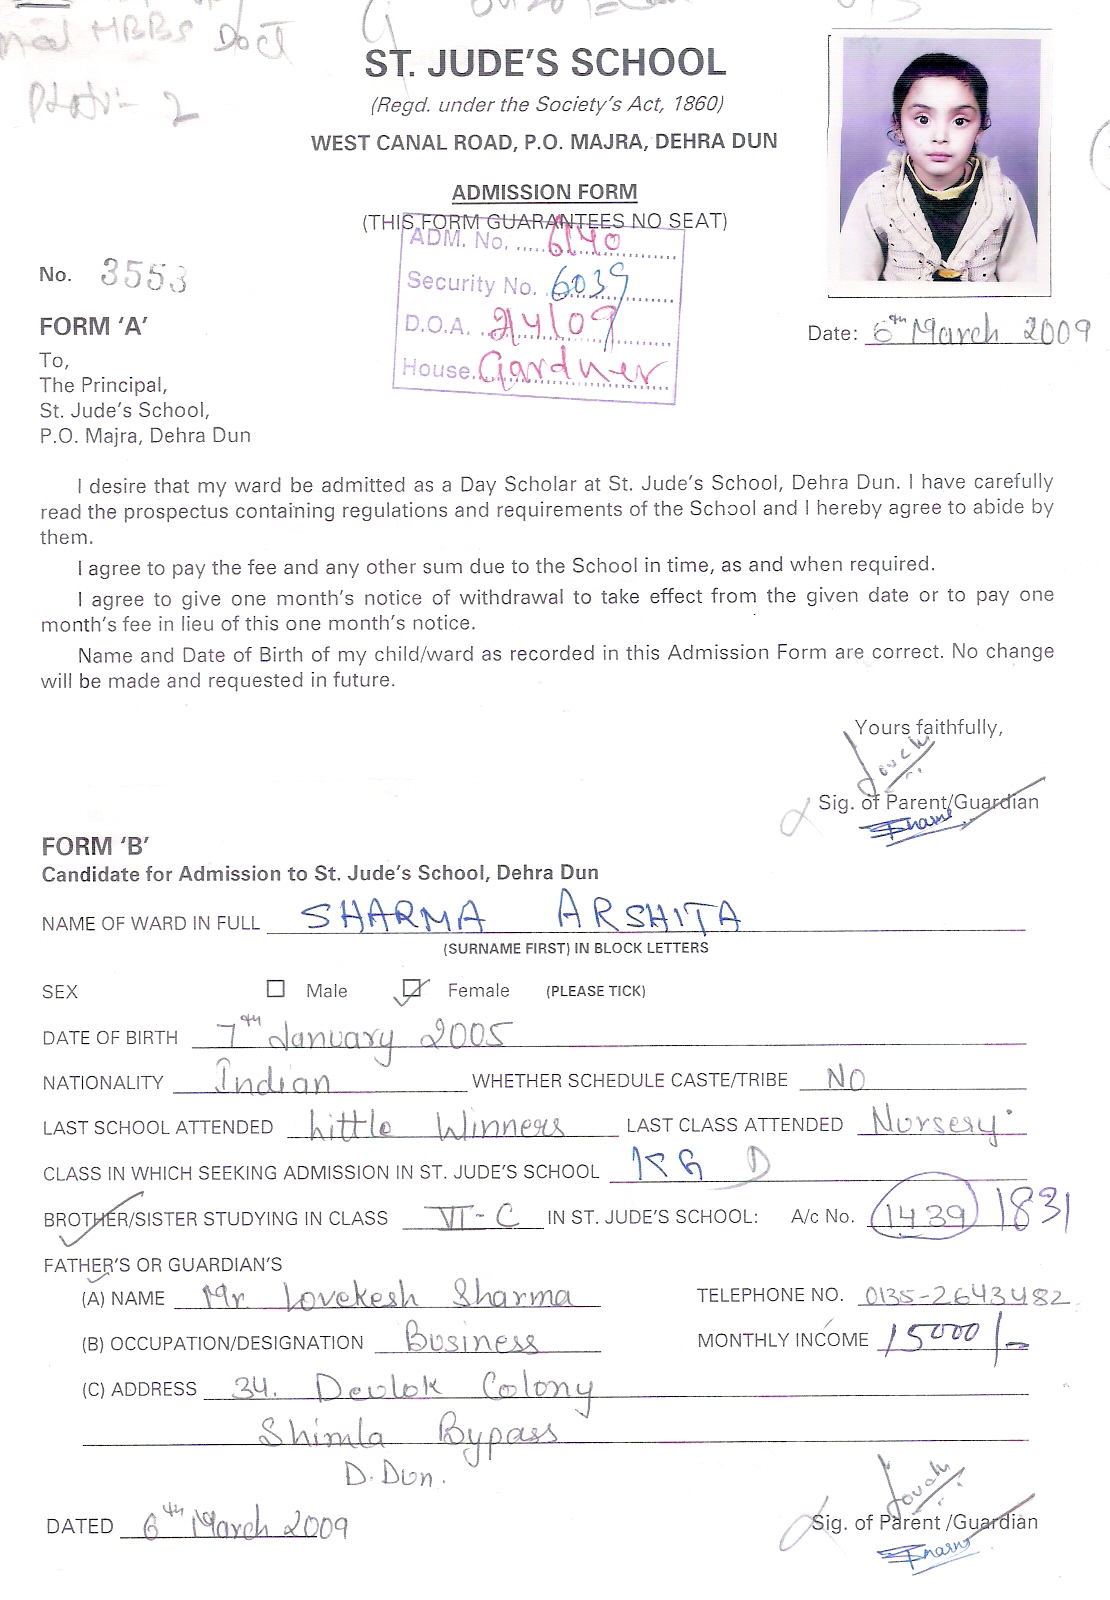 MBBS Doct
ST. JUDE'S SCHOOL
(Regd. under the Society's Act, 1860)
WEST CANAL ROAD, P.O. MAJRA, DEHRA DUN
ADMISSION FORM
(THIS FORM GUARANTEES NO SEAT)
ADM. No. 6140
Security No. 6039
D.O.A. 2/4/09
House. Gardner
No. 3553
Date: 6th March 2009
FORM 'A'
To,
The Principal,
St. Jude's School,
P.O. Majra, Dehra Dun
I desire that my ward be admitted as a Day Scholar at St. Jude's School, Dehra Dun. I have carefully
read the prospectus containing regulations and requirements of the School and I hereby agree to abide by
them.
I agree to pay the fee and any other sum due to the School in time, as and when required.
I agree to give one month's notice of withdrawal to take effect from the given date or to pay one
month's fee in lieu of this one month's notice.
Name and Date of Birth of my child/ward as recorded in this Admission Form are correct. No change
will be made and requested in future.
Yours faithfully,
Sig. of Parent/Guardian
FORM 'B'
Candidate for Admission to St. Jude's School, Dehra Dun
NAME OF WARD IN FULL SHARMA ARSHITA
(SURNAME FIRST) IN BLOCK LETTERS
SEX Male Female (PLEASE TICK)
DATE OF BIRTH 7th January 2005
NATIONALITY Indian WHETHER SCHEDULE CASTE/TRIBE NO
LAST SCHOOL ATTENDED Little Winners LAST CLASS ATTENDED Nursery
CLASS IN WHICH SEEKING ADMISSION IN ST. JUDE'S SCHOOL KG D
BROTHER/SISTER STUDYING IN CLASS VI-C IN ST. JUDE'S SCHOOL: A/c No. 1439 1831
FATHER'S OR GUARDIAN'S
(A) NAME Mr Lovekesh Sharma TELEPHONE NO. 0135-2643482
(B) OCCUPATION/DESIGNATION Business MONTHLY INCOME 15000/-
(C) ADDRESS 34. Devlok Colony
Shimla Bypass
D. Dun.
DATED 6th March 2009
Sig. of Parent /Guardian